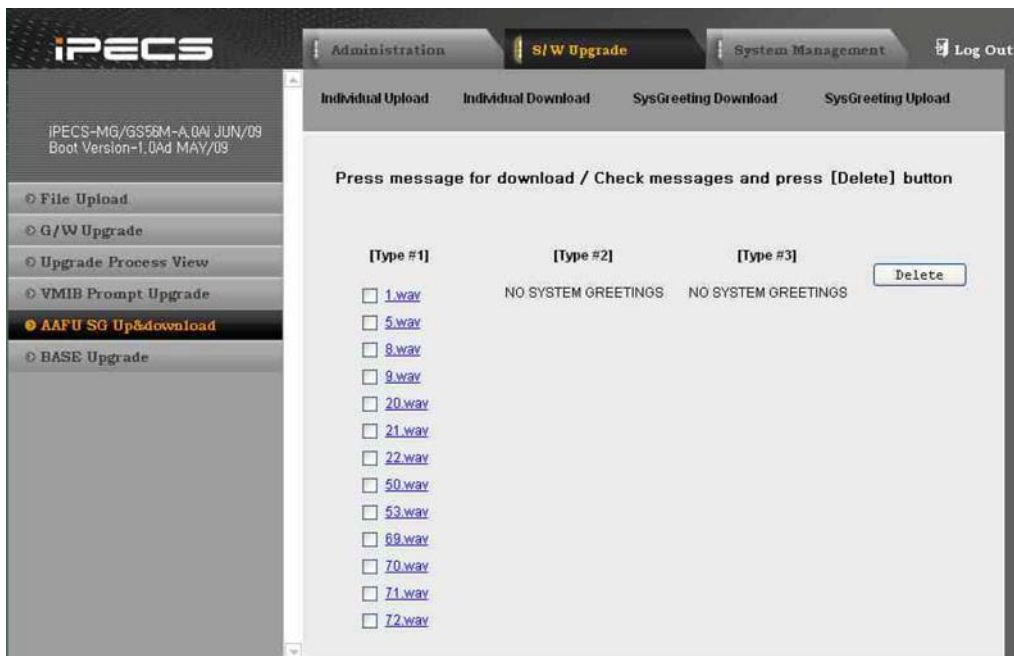 iPECS
Administration
S/W Upgrade
System Management
Log Out
Individual Upload
Individual Download
SysGreeting Download
SysGreeting Upload
iPECS-MG/GS56M-A.0Ai JUN/09
Boot Version-1.0Ad MAY/09
File Upload
G/W Upgrade
Upgrade Process View
VMIB Prompt Upgrade
AAFU SG Up&download
BASE Upgrade
Press message for download / Check messages and press [Delete] button
[Type #1]
[Type #2]
[Type #3]
Delete
1.wav
NO SYSTEM GREETINGS
NO SYSTEM GREETINGS
5.wav
8.wav
9.wav
20.wav
21.wav
22.wav
50.wav
53.wav
69.wav
70.wav
71.wav
72.wav